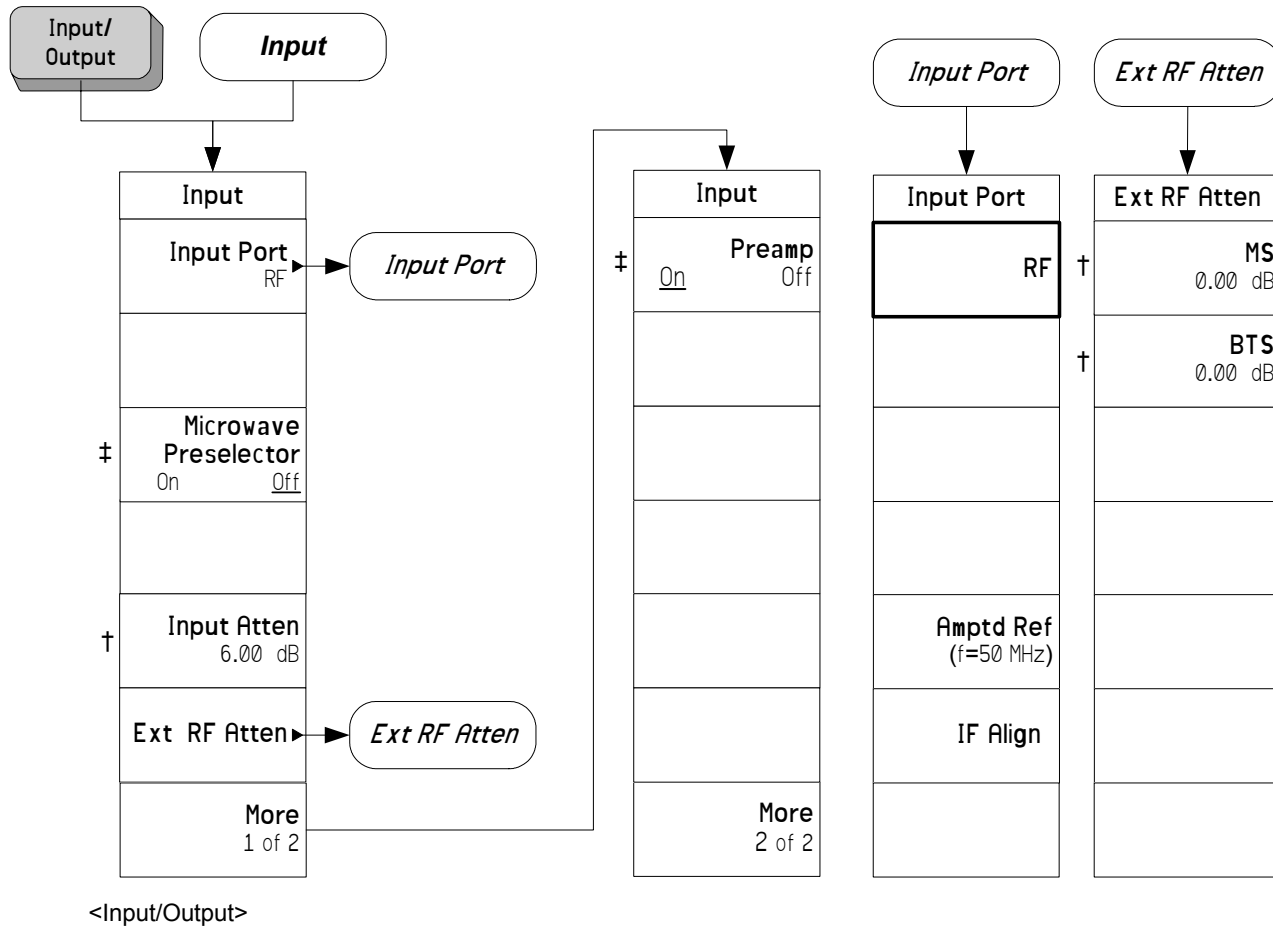 Input/
Output
Input
Input
Input Port
RF
Input Port
‡
Microwave
Preselector
On Off
†
Input Atten
6.00 dB
Ext RF Atten
Ext RF Atten
More
1 of 2
Input
‡
Preamp
On Off
More
2 of 2
Input Port
Input Port
RF
Amptd Ref
(f=50 MHz)
IF Align
Ext RF Atten
Ext RF Atten
†
MS
0.00 dB
†
BTS
0.00 dB
<Input/Output>